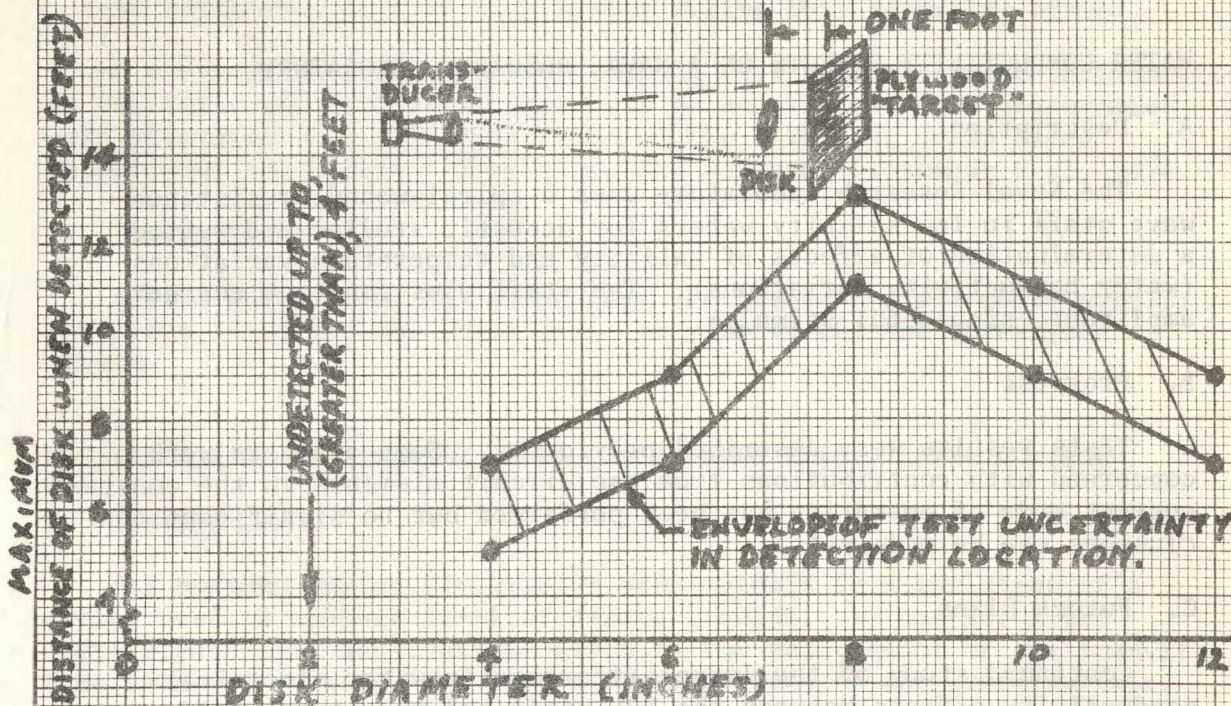 MAXIMUM
DISTANCE OF DISK WHEN DETECTED (FEET)
ONE FOOT
TRANS-
DUCER
PLYWOOD
"TARGET"
DISK
14
12
10
8
6
4
UNDETECTED UP TO,
(GREATER THAN) 4 FEET
ENVELOPE OF TEST UNCERTAINTY
IN DETECTION LOCATION.
0 2 4 6 8 10 12
DISK DIAMETER (INCHES)